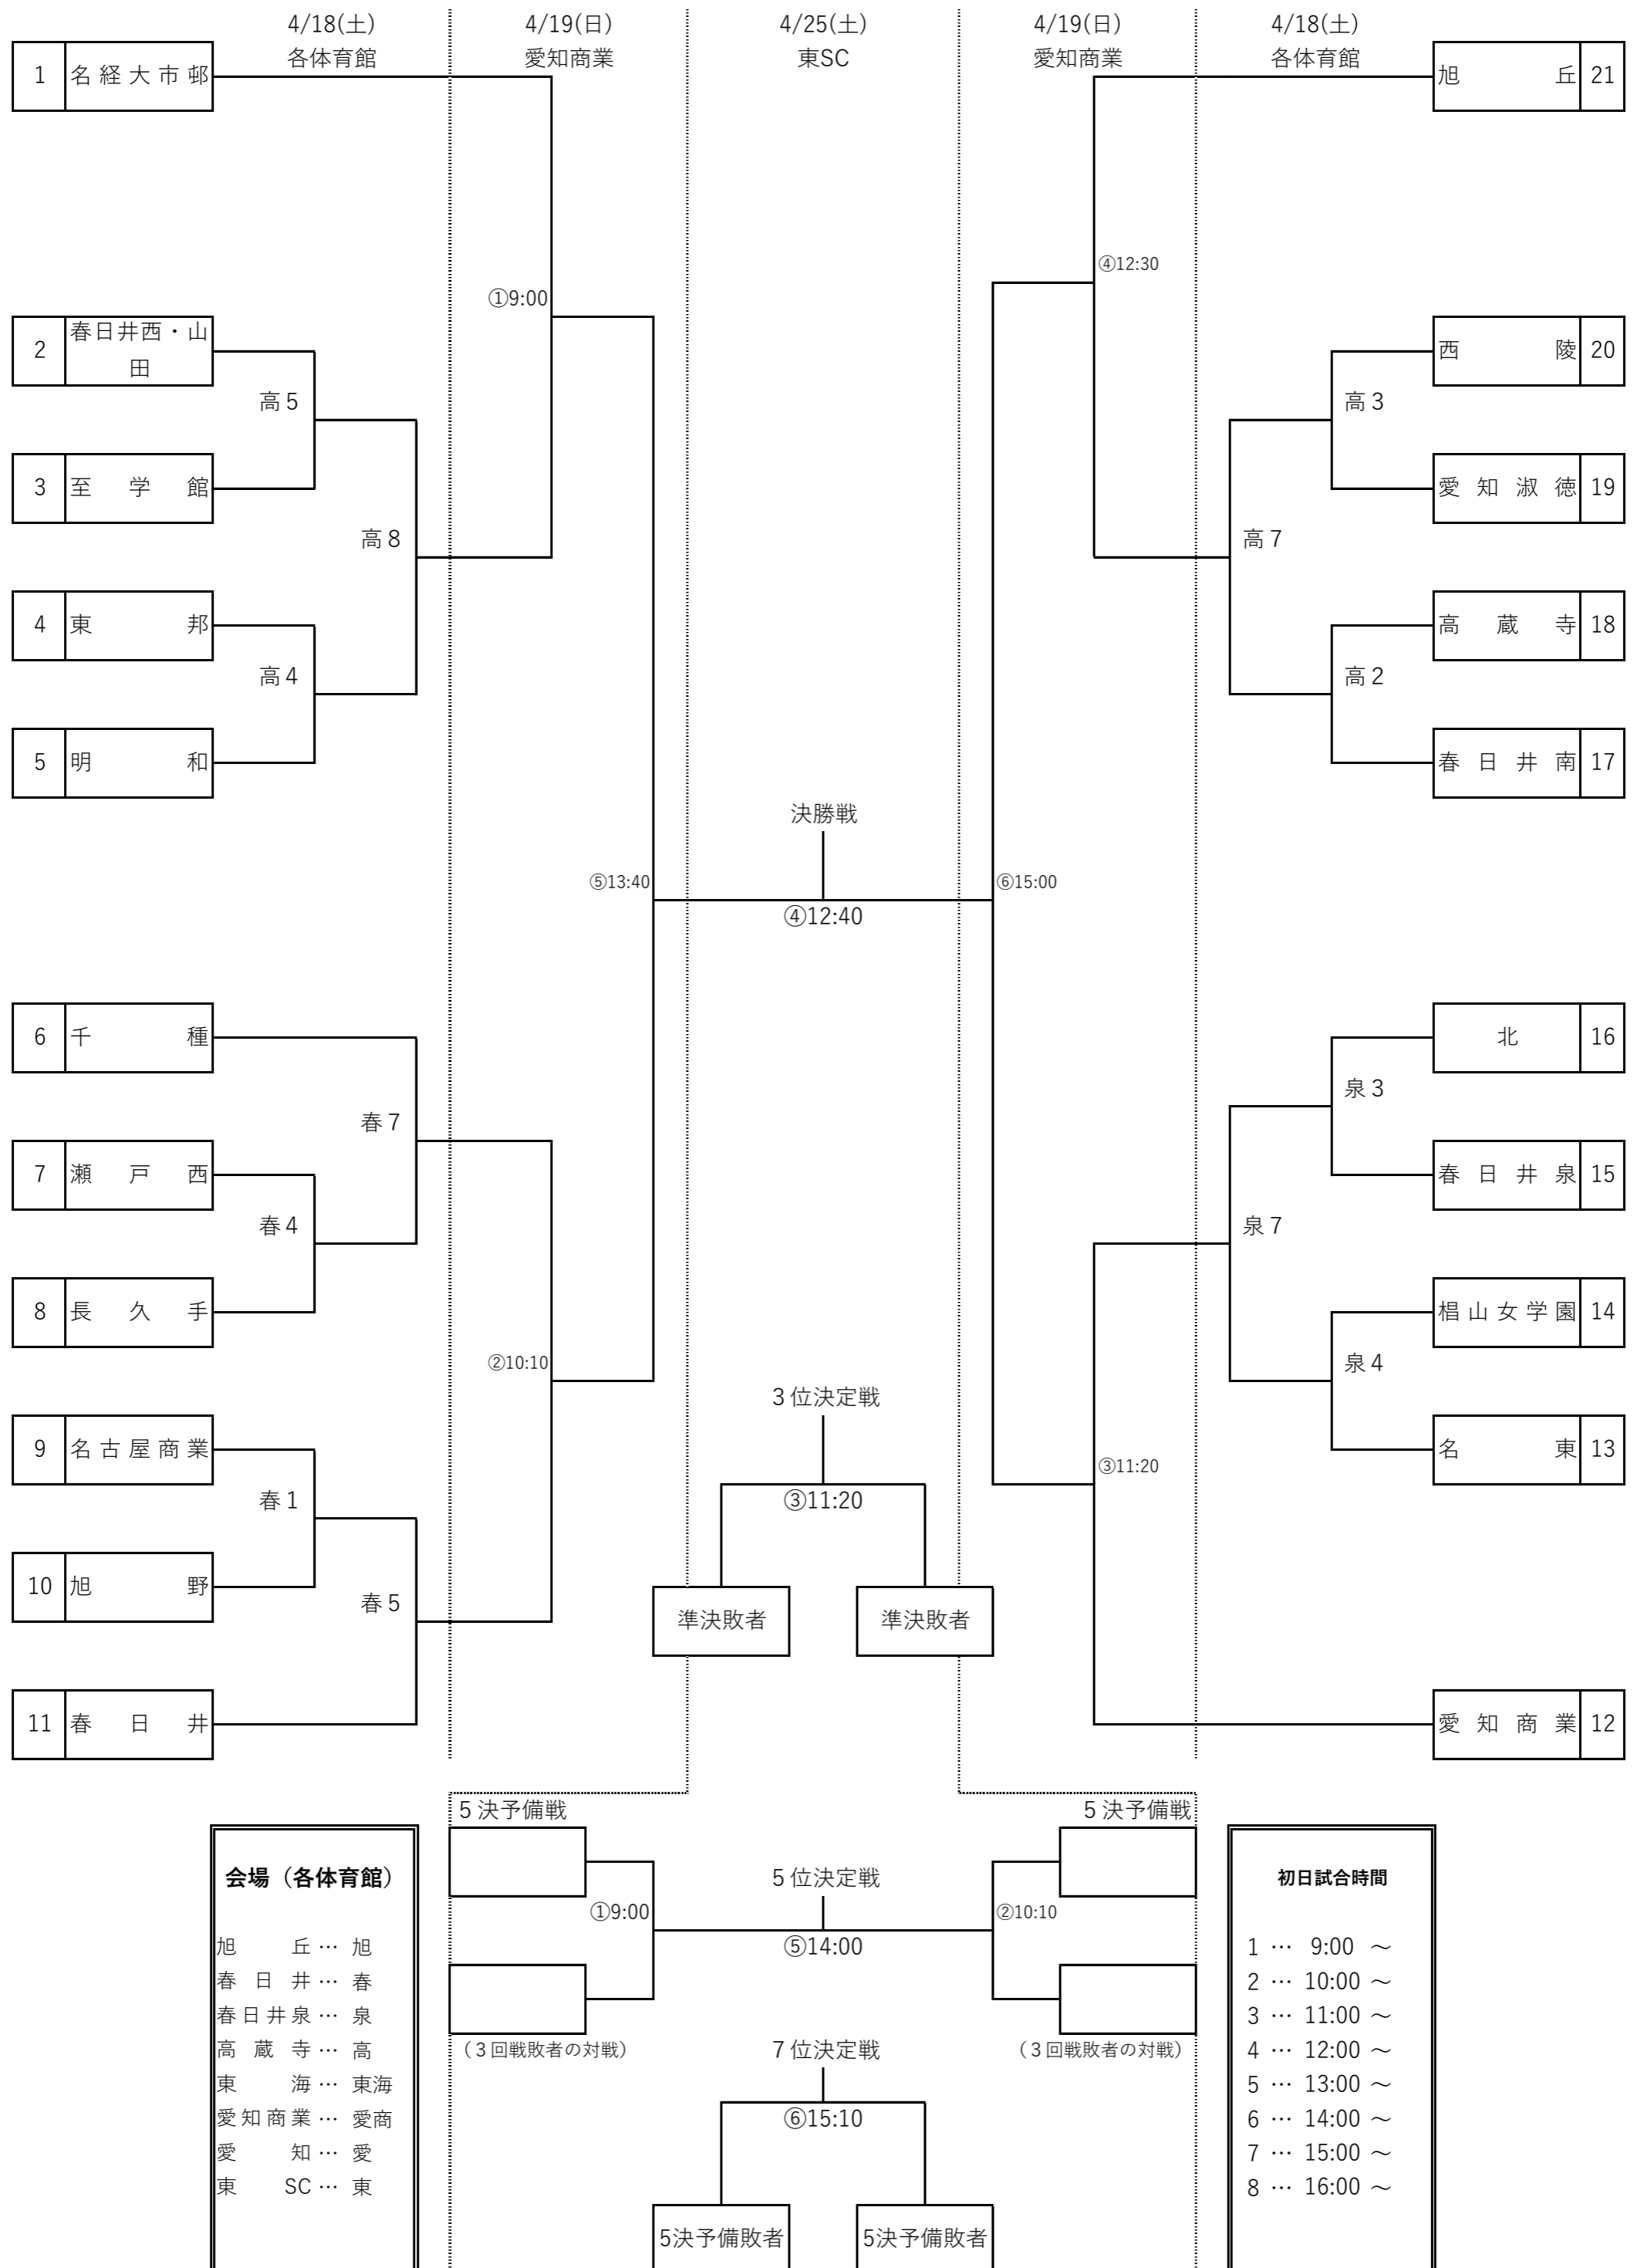 4/18(土) 4/19(日) 4/25(土) 4/19(日) 4/18(土)
各体育館 愛知商業 東SC 愛知商業 各体育館
1 名経大市邨
旭丘 21
④12:30
①9:00
2 春日井西・山
田
西陵 20
高5
高3
3 至学館
愛知淑徳 19
高8
高7
4 東邦
高蔵寺 18
高4
高2
5 明和
春日井南 17
決勝戦
⑤13:40
⑥15:00
④12:40
6 千種
北 16
泉3
春7
7 瀬戸西
春日井泉 15
春4
泉7
8 長久手
椙山女学園 14
②10:10
泉4
3位決定戦
9 名古屋商業
名東 13
③11:20
春1
③11:20
10 旭野
春5
準決敗者 準決敗者
11 春日井
愛知商業 12
5決予備戦 5決予備戦
会場（各体育館）
旭丘… 旭
春日井… 春
春日井泉… 泉
高蔵寺… 高
東海… 東海
愛知商業… 愛商
愛知… 愛
東SC… 東
5位決定戦
①9:00
②10:10
⑤14:00
（3回戦敗者の対戦） （3回戦敗者の対戦）
7位決定戦
⑥15:10
5決予備敗者 5決予備敗者
初日試合時間
1 … 9:00 ～
2 … 10:00 ～
3 … 11:00 ～
4 … 12:00 ～
5 … 13:00 ～
6 … 14:00 ～
7 … 15:00 ～
8 … 16:00 ～